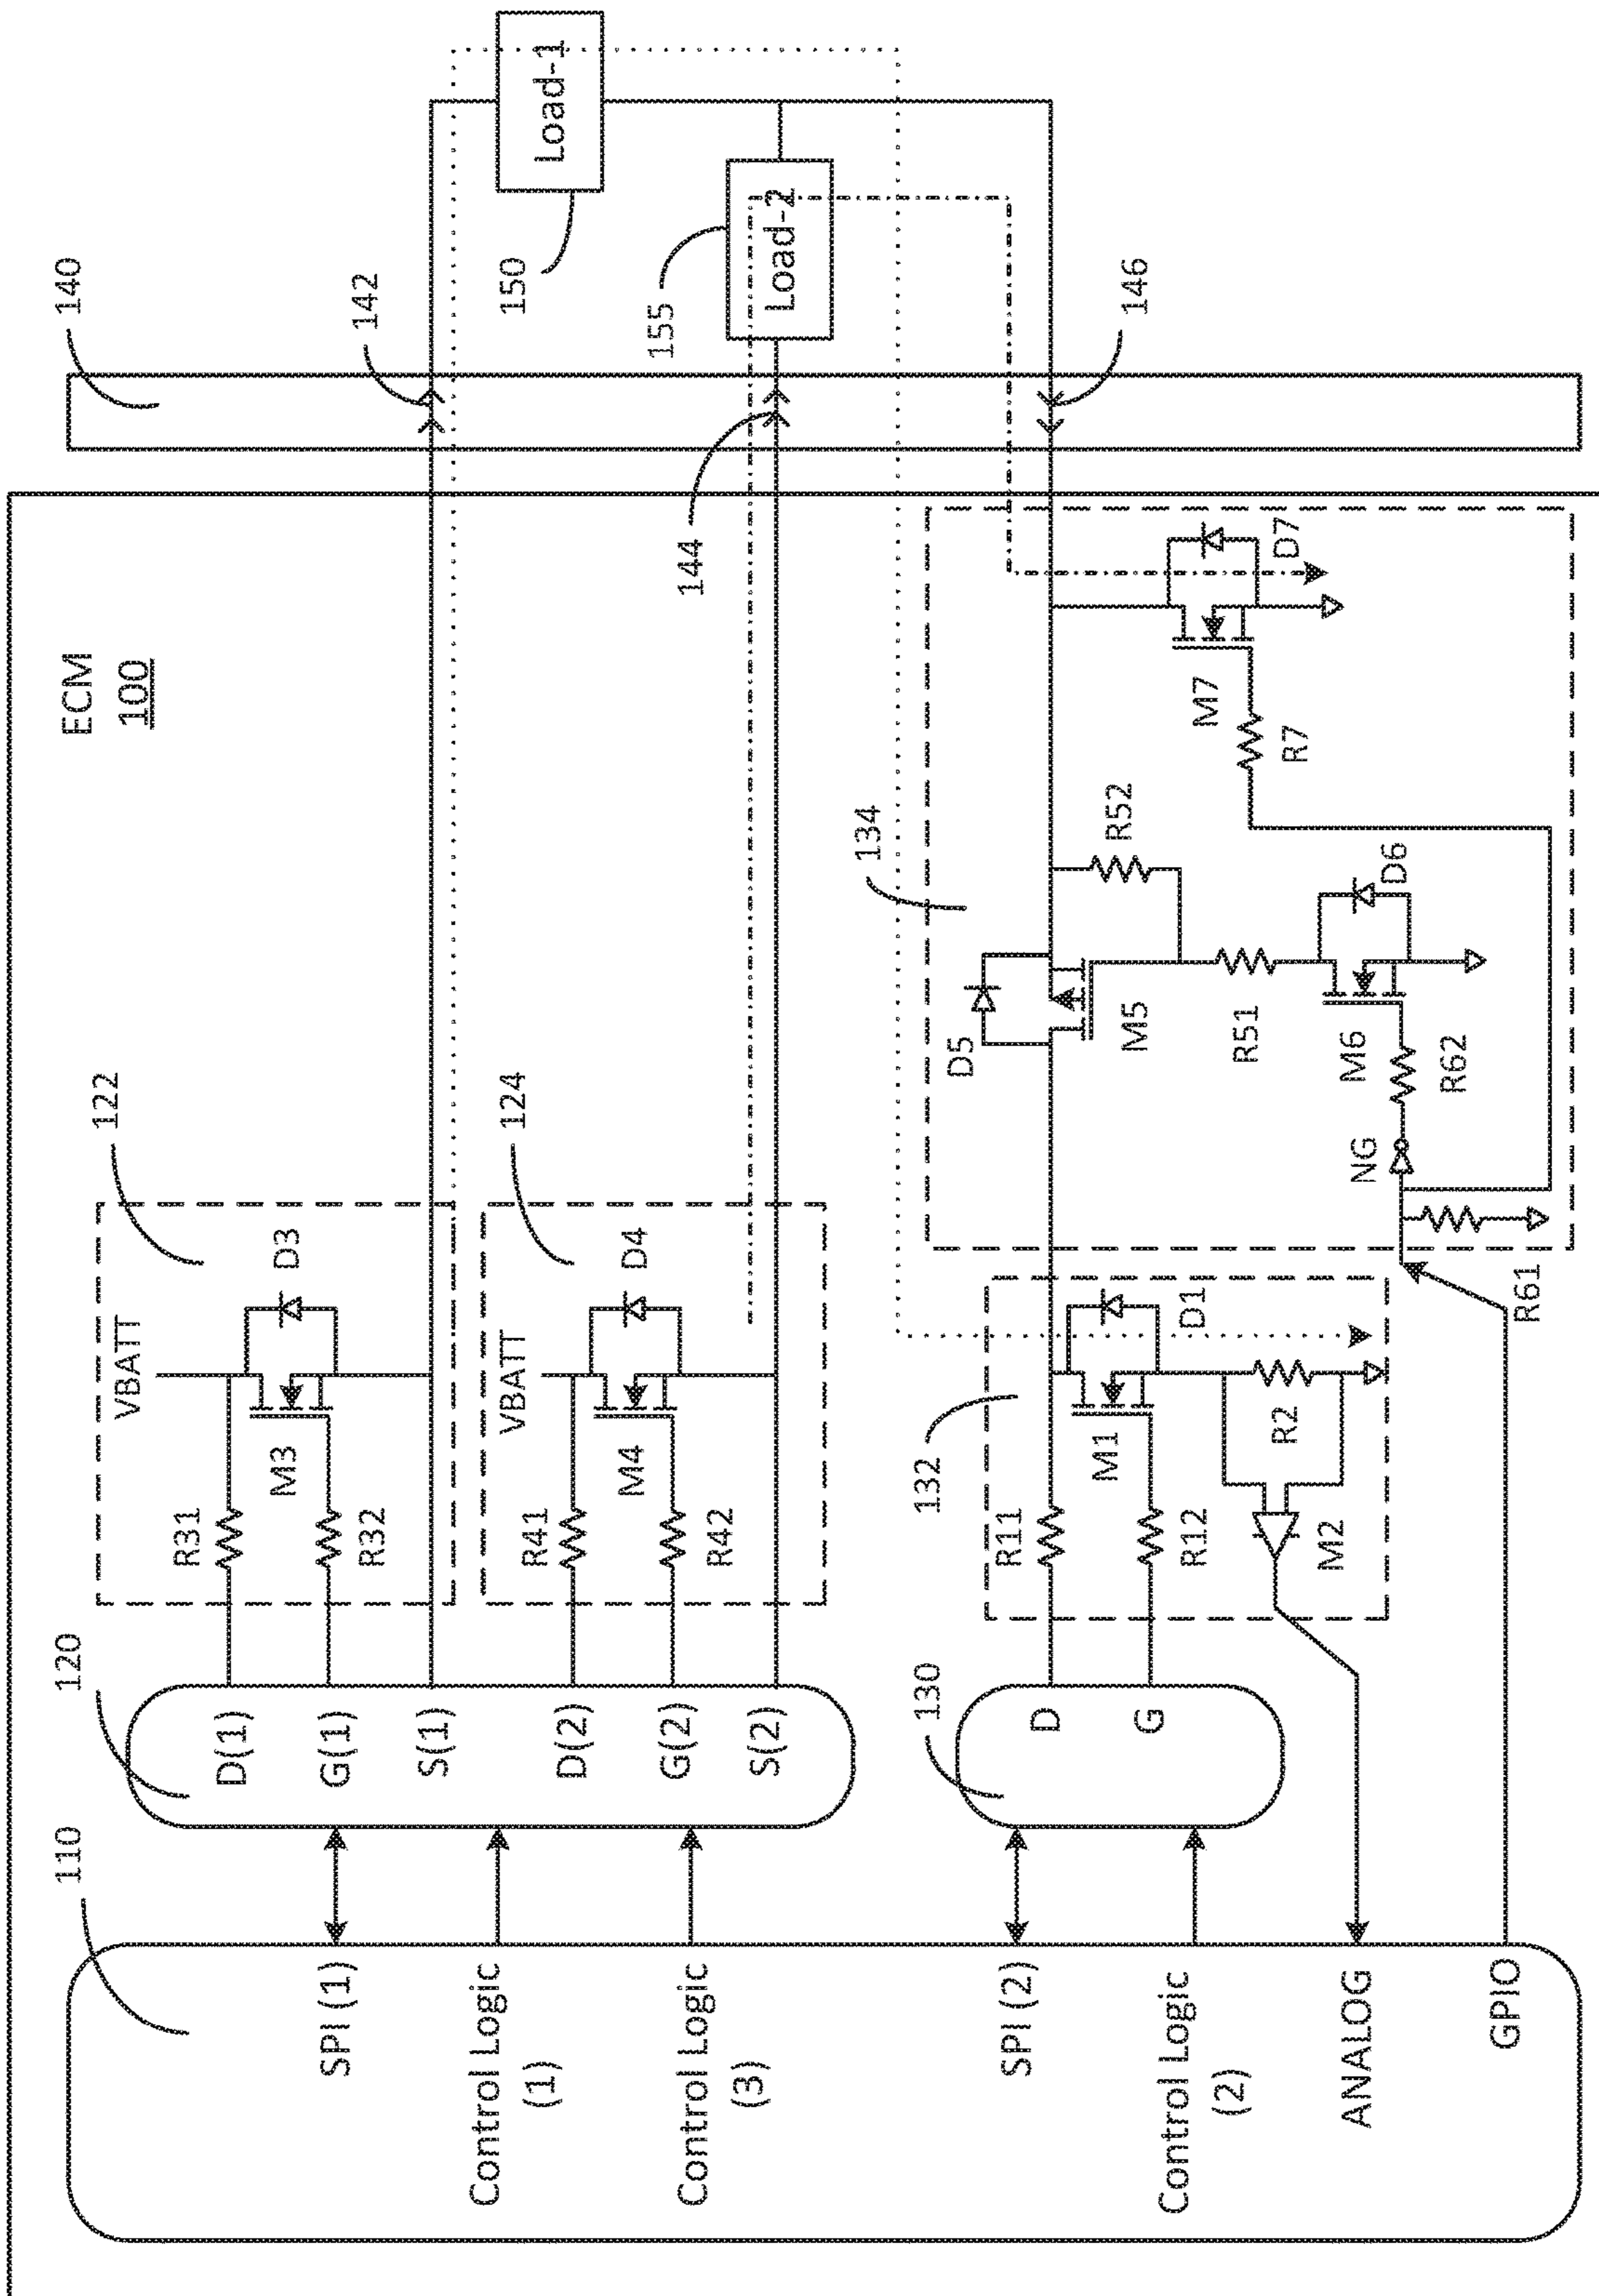 ECM
100
110
SPI (1)
Control Logic
(1)
Control Logic
(3)
SPI (2)
Control Logic
(2)
ANALOG
GPIO
120
D(1)
G(1)
S(1)
D(2)
G(2)
S(2)
130
D
G
122
VBATT
R31
M3
D3
R32
124
VBATT
R41
M4
D4
R42
132
R11
M1
D1
R12
R2
M2
134
D5
M5
R52
R51
M6
D6
NG
R62
R61
M7
D7
R7
140
142
144
146
150
Load-1
155
Load-2